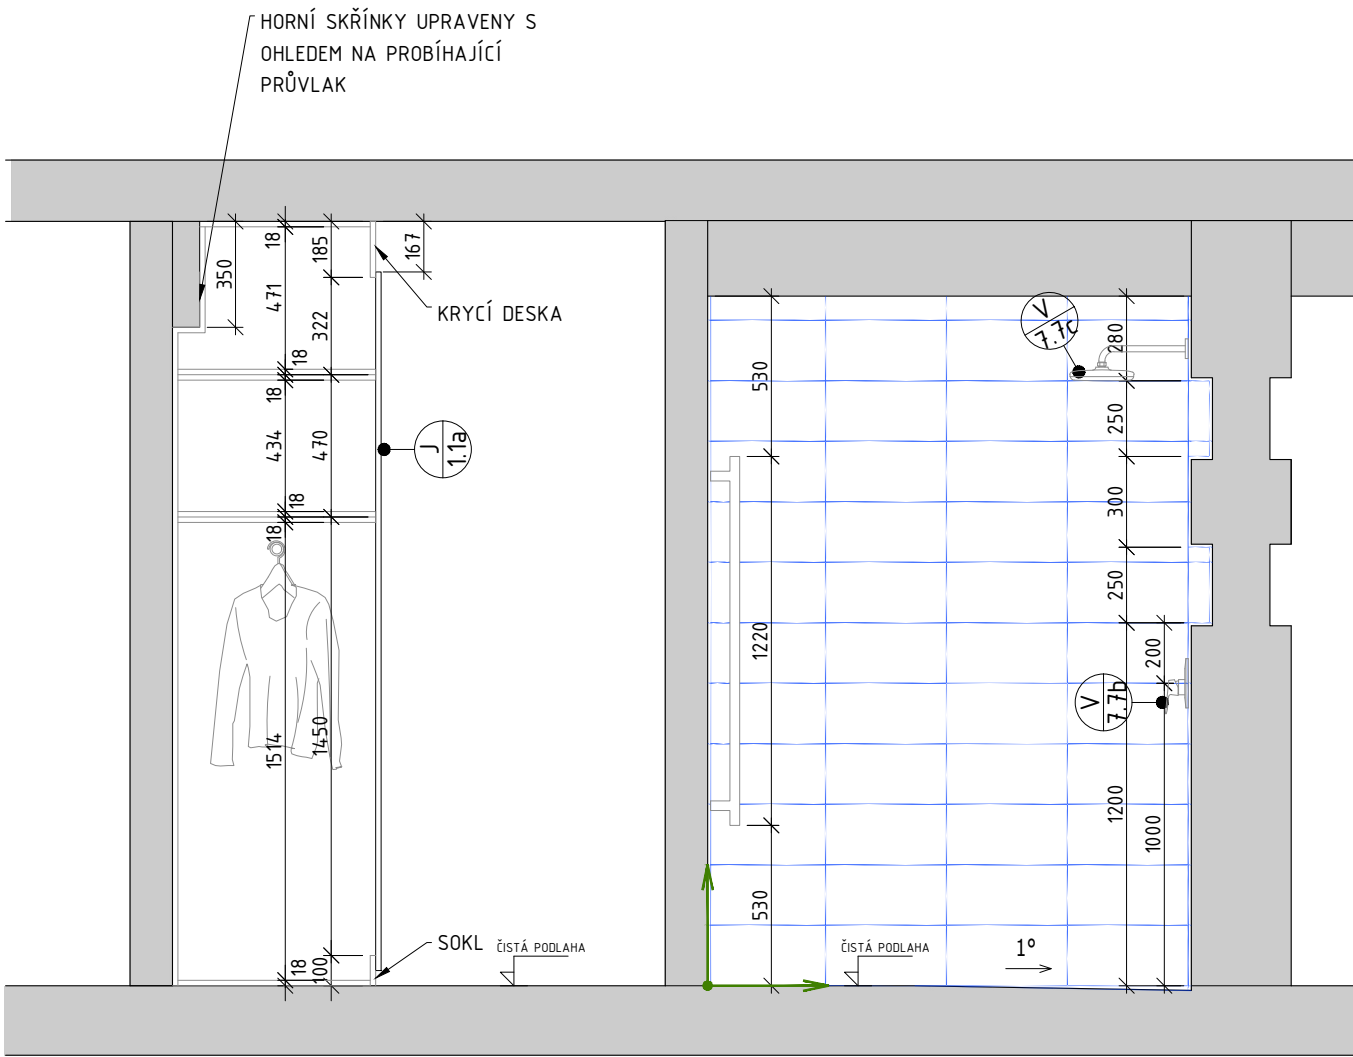 HORNÍ SKŘÍNKY UPRAVENY S
OHLEDEM NA PROBÍHAJÍCÍ
PRŮVLAK
350
18
471
18
18
434
18
18
1514
18
185
322
470
1450
100
167
KRYCÍ DESKA
J
1.1a
SOKL
ČISTÁ PODLAHA
530
1220
530
V
7.7c
280
250
300
250
200
V
7.7b
1200
1000
ČISTÁ PODLAHA
1°